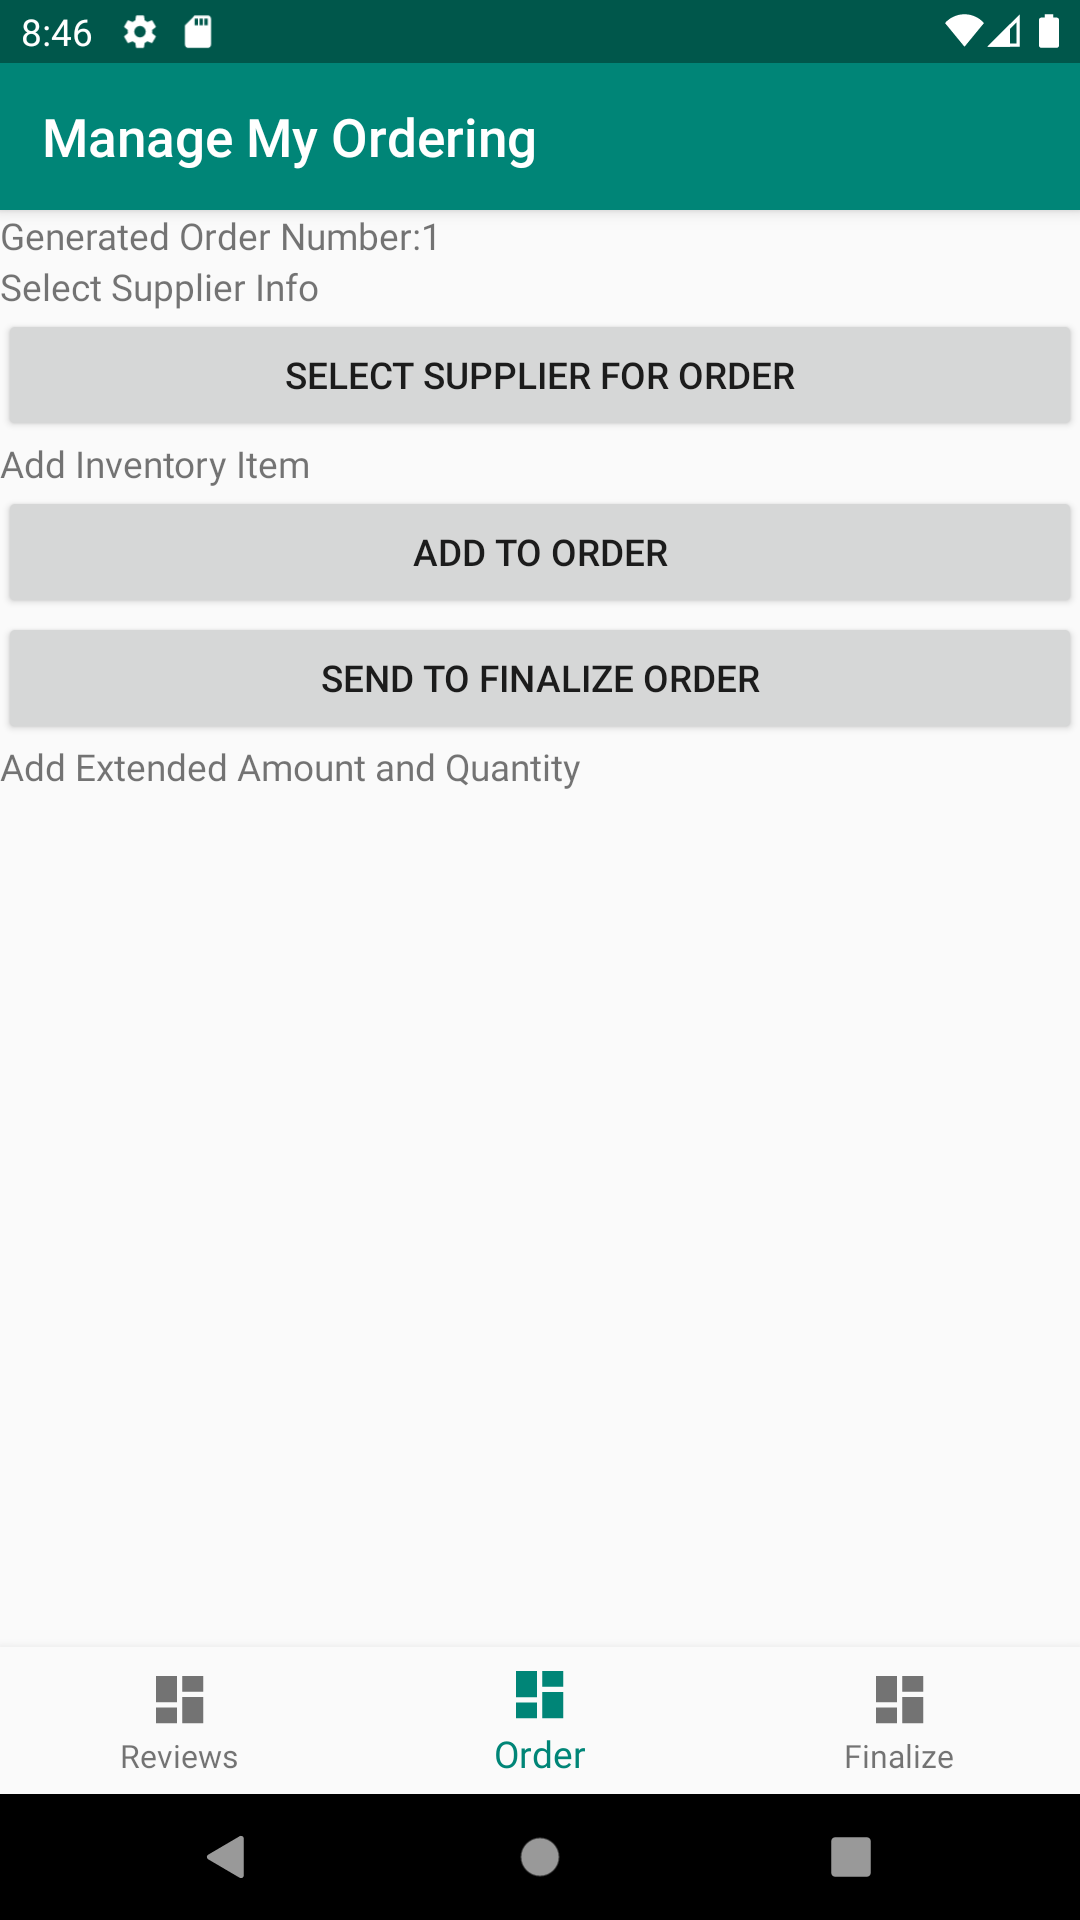 8:46
Manage My Ordering
Generated Order Number:1
Select Supplier Info
SELECT SUPPLIER FOR ORDER
Add Inventory Item
ADD TO ORDER
SEND TO FINALIZE ORDER
Add Extended Amount and Quantity
Reviews Order Finalize